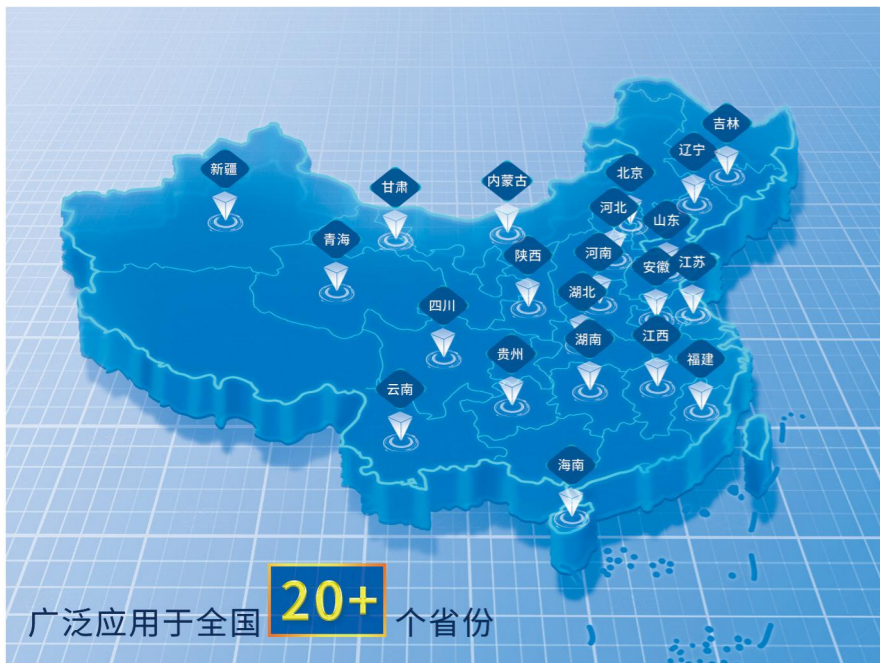 吉林
辽宁
新疆
北京
内蒙古
甘肃
河北
山东
青海
河南
陕西
安徽
江苏
湖北
四川
湖南
江西
贵州
福建
云南
海南
广泛应用于全国 20+ 个省份